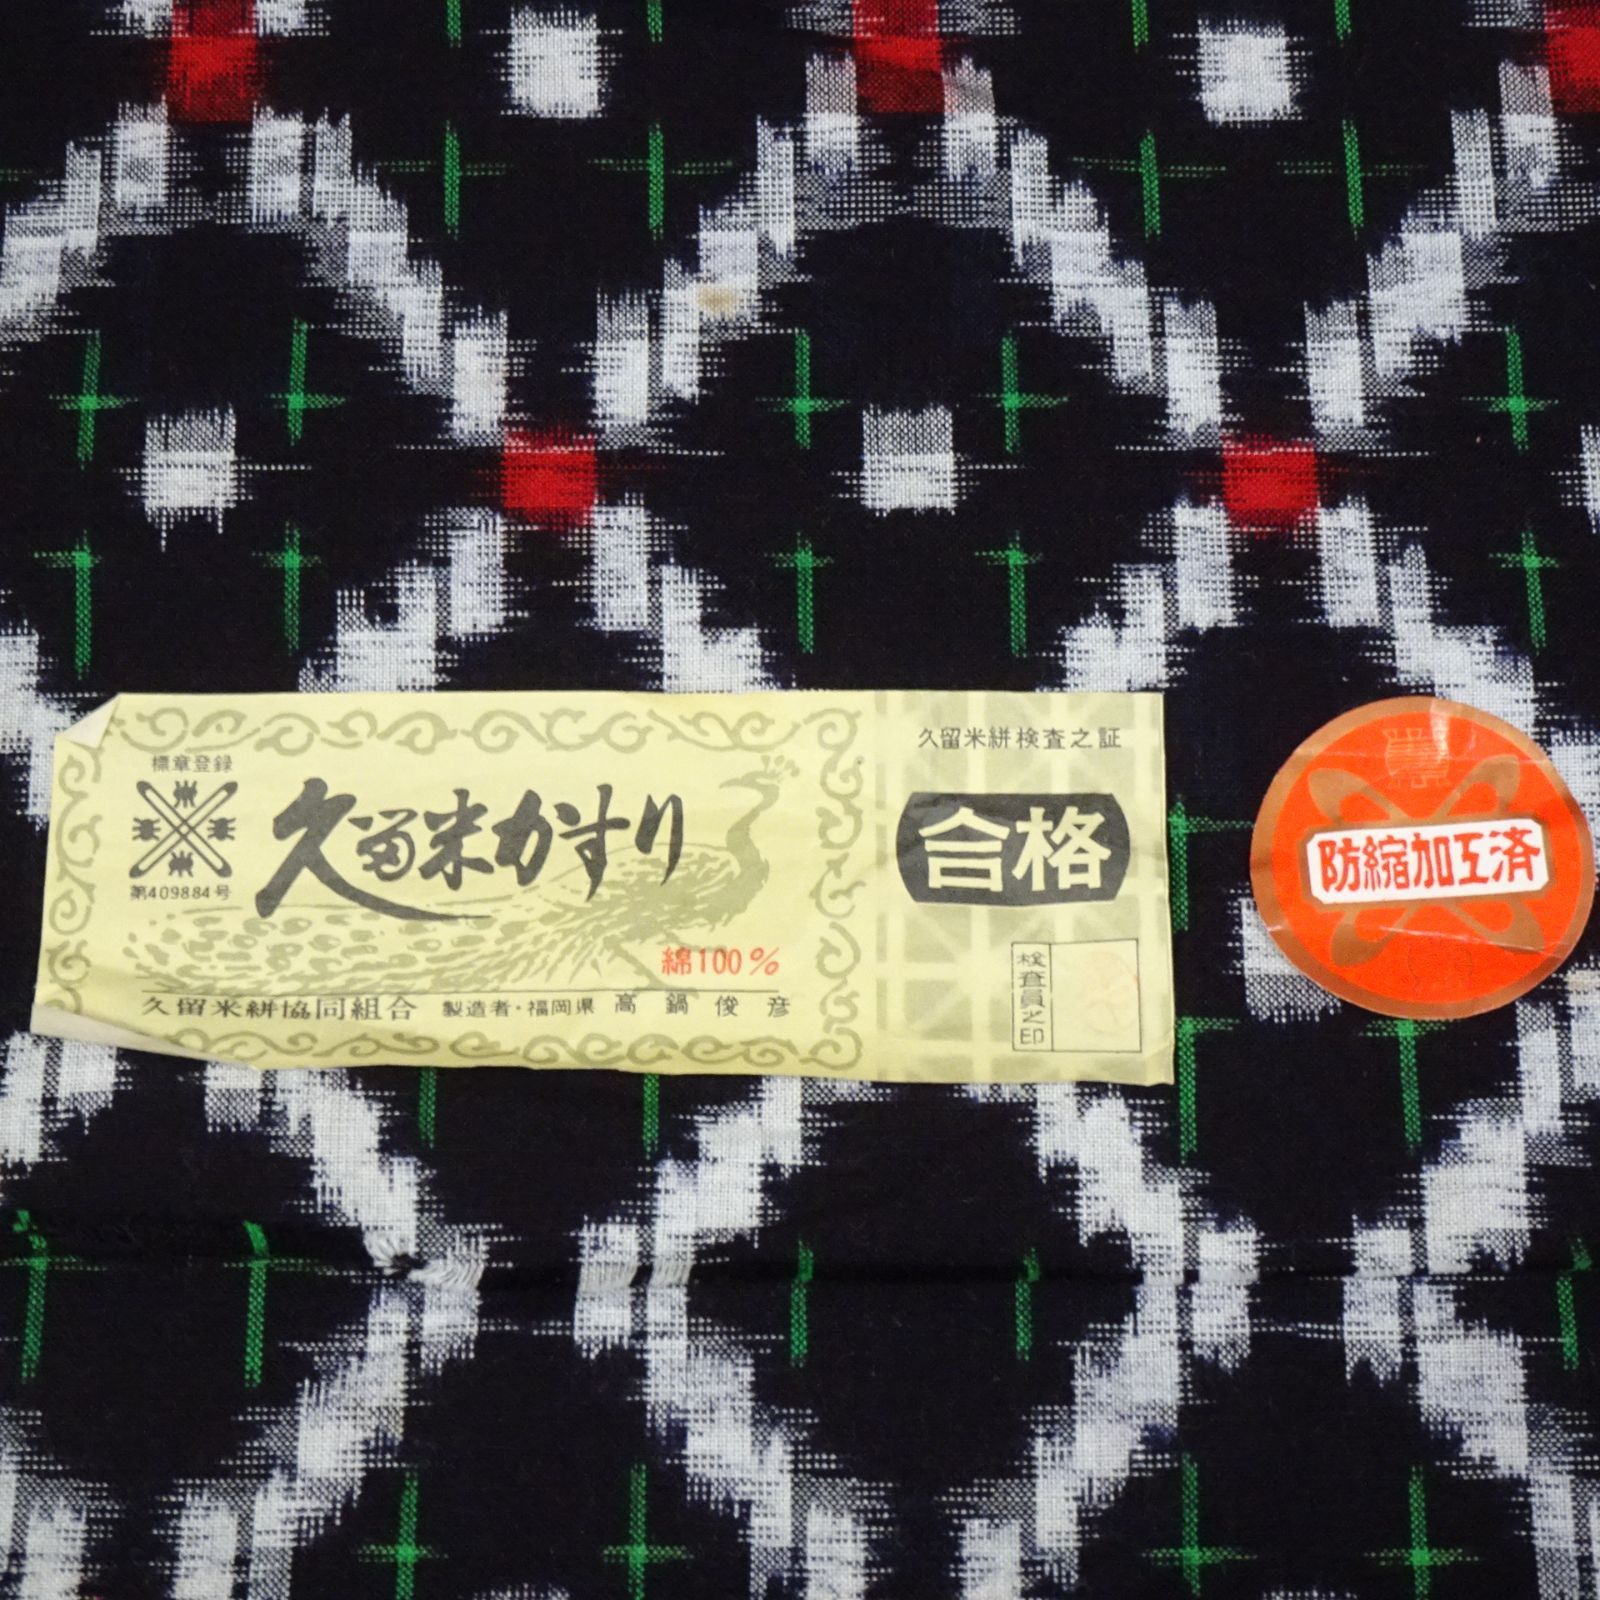 標章登録
第409884号
久留米かすり
綿100%
久留米絣協同組合 製造者・福岡県 高鍋俊彦
久留米絣検査之証
合格
検査員之印
防縮加工済